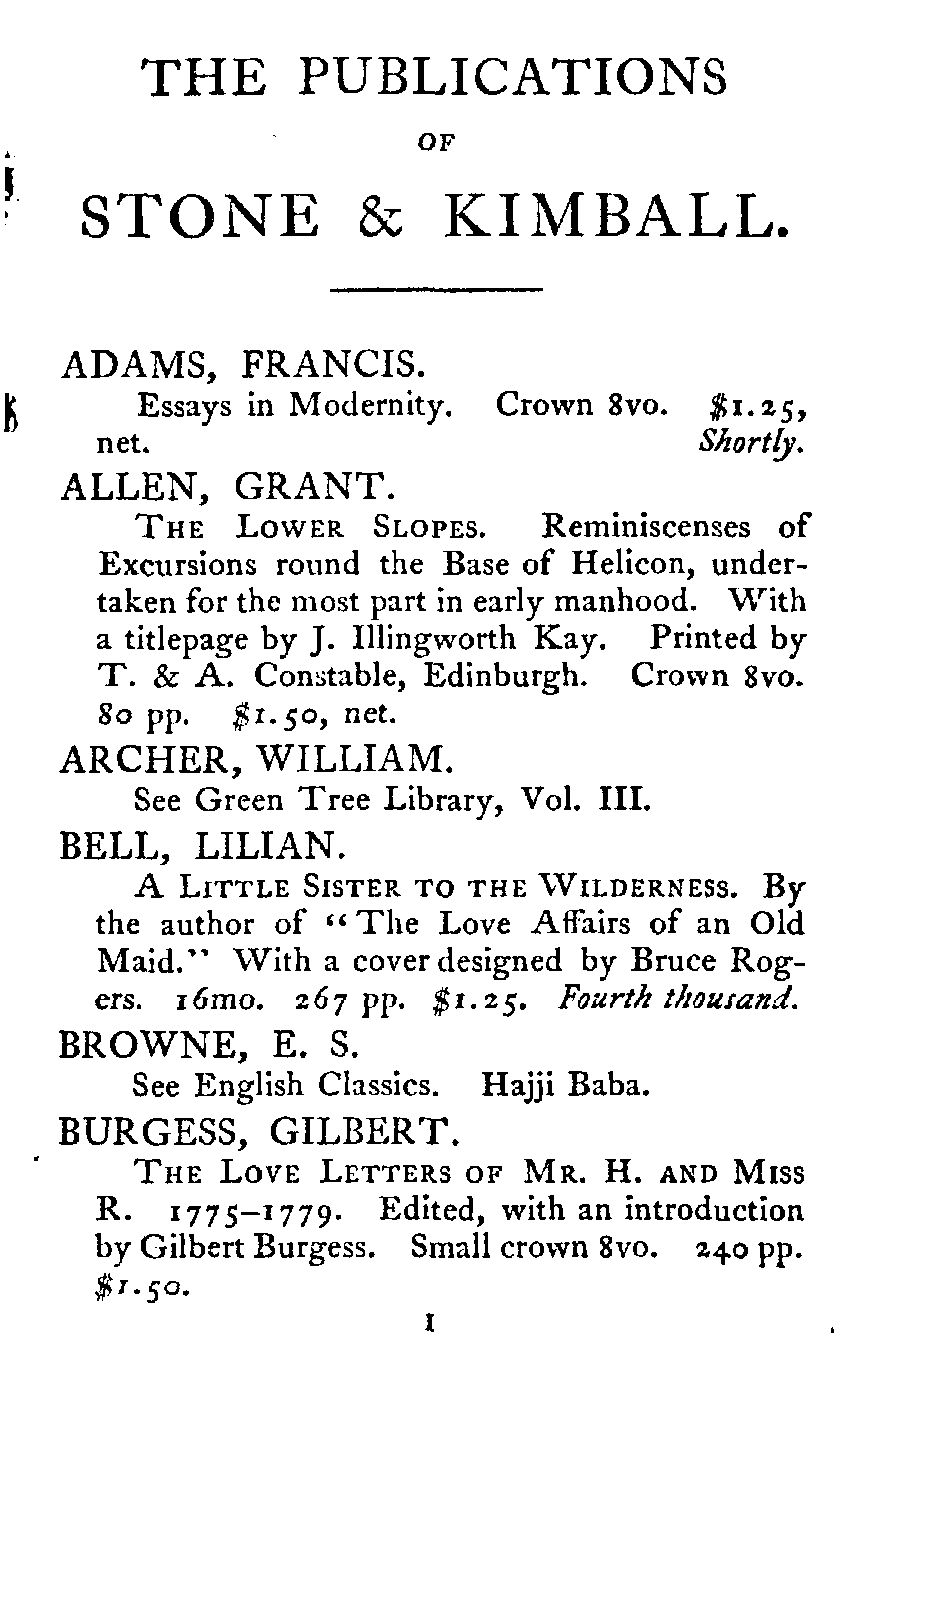 THE PUBLICATIONS
OF
STONE & KIMBALL.
ADAMS, FRANCIS.
Essays in Modernity. Crown 8vo. $1.25,
net. Shortly.
ALLEN, GRANT.
THE LOWER SLOPES. Reminiscenses of
Excursions round the Base of Helicon, under-
taken for the most part in early manhood. With
a titlepage by J. Illingworth Kay. Printed by
T. & A. Constable, Edinburgh. Crown 8vo.
80 pp. $1.50, net.
ARCHER, WILLIAM.
See Green Tree Library, Vol. III.
BELL, LILIAN.
A LITTLE SISTER TO THE WILDERNESS. By
the author of “The Love Affairs of an Old
Maid.” With a cover designed by Bruce Rog-
ers. 16mo. 267 pp. $1.25. Fourth thousand.
BROWNE, E. S.
See English Classics. Hajji Baba.
BURGESS, GILBERT.
THE LOVE LETTERS OF MR. H. AND MISS
R. 1775–1779. Edited, with an introduction
by Gilbert Burgess. Small crown 8vo. 240 pp.
$1.50.
1